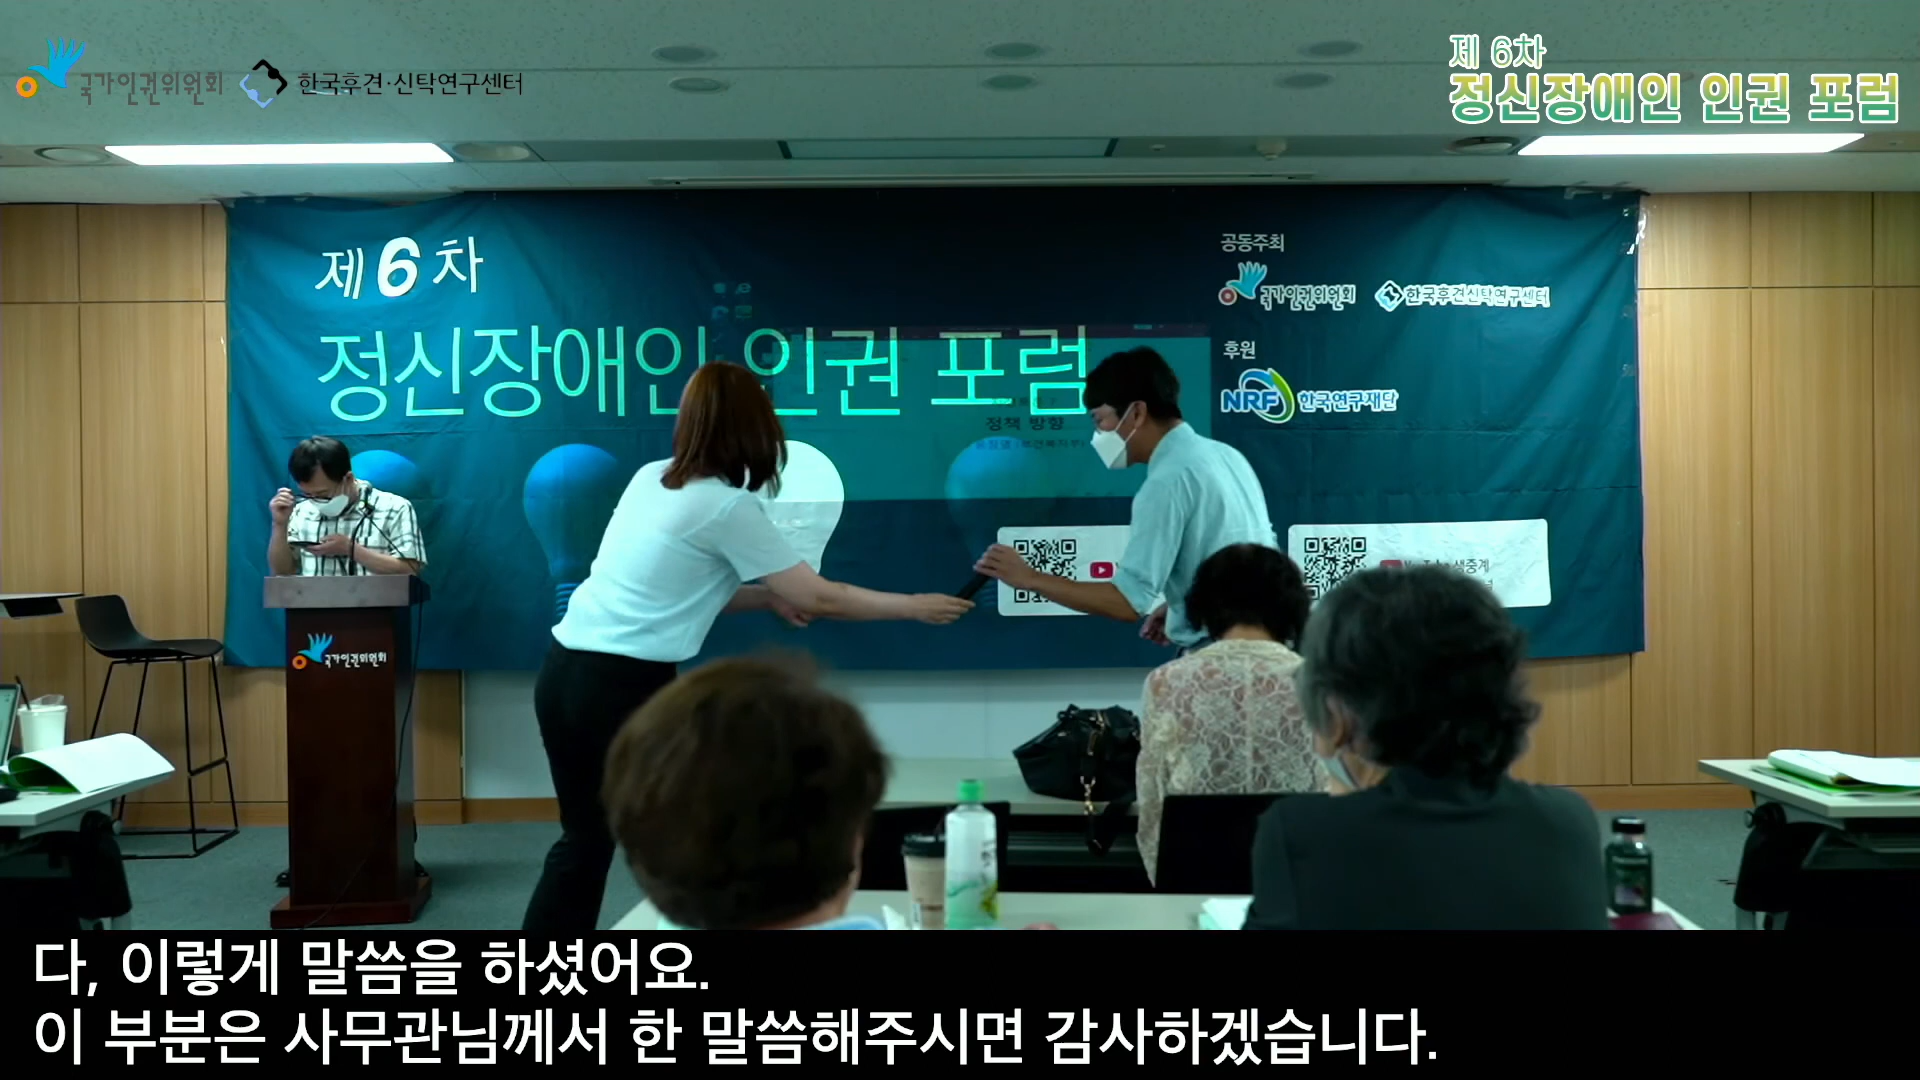 국가인권위원회
한국후견·신탁연구센터
제 6차
정신장애인 인권 포럼
제6차
정신장애인 인권 포럼
공동주최
국가인권위원회
한국후견신탁연구센터
후원
NRF 한국연구재단
정책 방향
생중계
국가인권위원회
다, 이렇게 말씀을 하셨어요.
이 부분은 사무관님께서 한 말씀해주시면 감사하겠습니다.